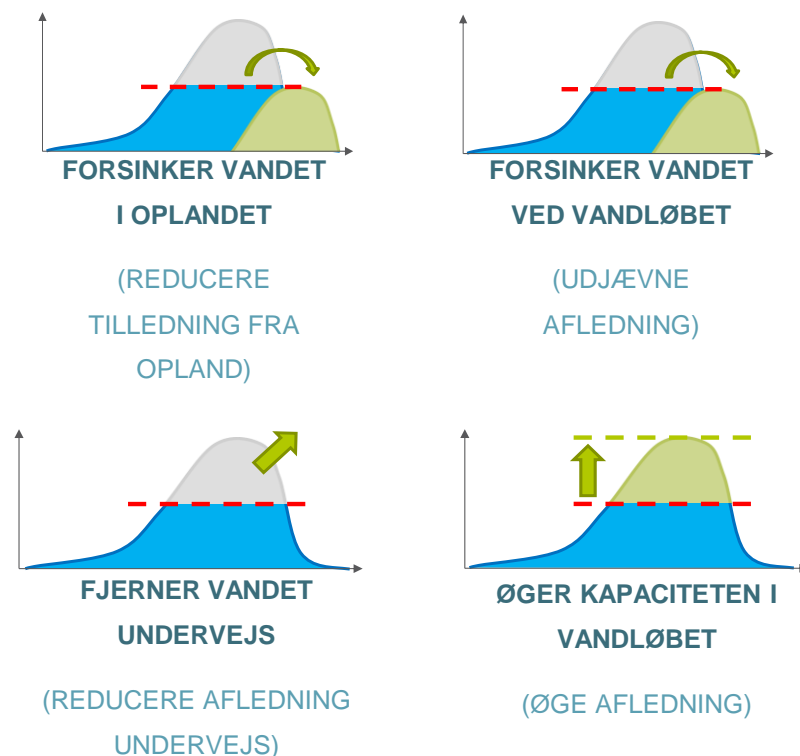 FORSINKER VANDET
I OPLANDET
(REDUCERE
TILLEDNING FRA
OPLAND)
FORSINKER VANDET
VED VANDLØBET
(UDJÆVNE
AFLEDNING)
FJERNER VANDET
UNDERVEJS
(REDUCERE AFLEDNING
UNDERVEJS)
ØGER KAPACITETEN I
VANDLØBET
(ØGE AFLEDNING)